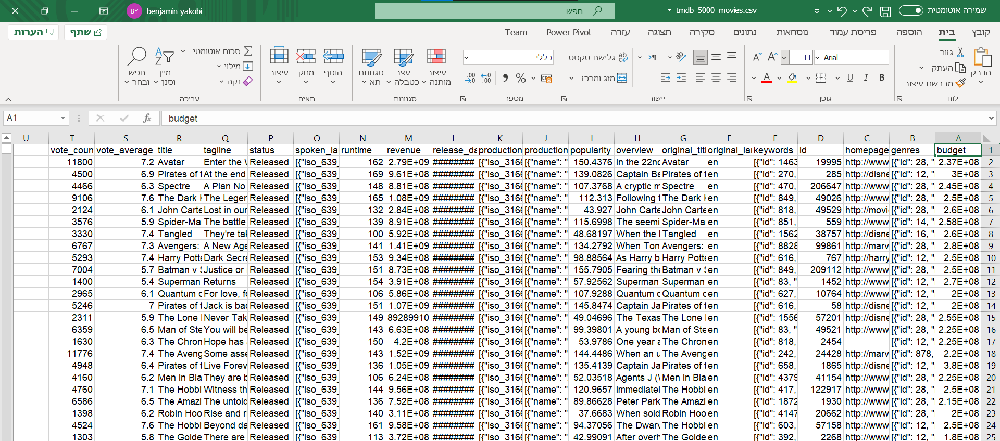 שמירה אוטומטית
tmdb_5000_movies.csv
חפש
benjamin yakobi
BY
קובץ בית הוספה פריסת עמוד נוסחאות נתונים סקירה תצוגה עזרה Power Pivot Team
שתף
הערות
הדבק
גזור
העתק
מברשת עיצוב
לוח
Arial 11
B I U
גופן
גלישת טקסט
מזג ומרכז
יישור
כללי
מספר
עיצוב מותנה
עצב כטבלה
סגנונות תא
סגנונות
הוסף
מחק
עיצוב
תאים
סכום אוטומטי
מילוי
נקה
מיין וסנן
חפש ובחר
עריכה
A1
fx
budget
A B C D E F G H I J K L M N O P Q R S T U
1 budget genres homepage id keywords original_la original_titl overview popularity production production release_da revenue runtime spoken_la status tagline title vote_average vote_coun
2 2.37E+08 [{"id": 28, " http://www 19995 [{"id": 1463 en Avatar In the 22nd 150.4376 [{"name": " [{"iso_3166 ######## 2.79E+09 162 [{"iso_639_ Released Enter the W Avatar 7.2 11800
3 3E+08 [{"id": 12, " http://disne 285 [{"id": 270, en Pirates of t Captain Ba 139.0826 [{"name": " [{"iso_3166 ######## 9.61E+08 169 [{"iso_639_ Released At the end Pirates of t 6.9 4500
4 2.45E+08 [{"id": 28, " http://www 206647 [{"id": 470, en Spectre A cryptic m 107.3768 [{"name": " [{"iso_3166 ######## 8.81E+08 148 [{"iso_639_ Released A Plan No Spectre 6.3 4466
5 2.5E+08 [{"id": 28, " http://www 49026 [{"id": 849, en The Dark K Following t 112.313 [{"name": " [{"iso_3166 ######## 1.08E+09 165 [{"iso_639_ Released The Legen The Dark K 7.6 9106
6 2.6E+08 [{"id": 28, " http://movi 49529 [{"id": 818, en John Carte John Carte 43.927 [{"name": " [{"iso_3166 ######## 2.84E+08 132 [{"iso_639_ Released Lost in our John Carte 6.1 2124
7 2.58E+08 [{"id": 14, " http://www 559 [{"id": 851, en Spider-Ma The seemi 115.6998 [{"name": " [{"iso_3166 ######## 8.91E+08 139 [{"iso_639_ Released The battle Spider-Ma 5.9 3576
8 2.6E+08 [{"id": 16, " http://disne 38757 [{"id": 1562 en Tangled When the 48.68197 [{"name": " [{"iso_3166 ######## 5.92E+08 100 [{"iso_639_ Released They're tak Tangled 7.4 3330
9 2.8E+08 [{"id": 28, " http://marv 99861 [{"id": 8828 en Avengers: When Ton 134.2792 [{"name": " [{"iso_3166 ######## 1.41E+09 141 [{"iso_639_ Released A New Age Avengers: 7.3 6767
10 2.5E+08 [{"id": 12, " http://harry 767 [{"id": 616, en Harry Potte As Harry b 98.88564 [{"name": " [{"iso_3166 ######## 9.34E+08 153 [{"iso_639_ Released Dark Secre Harry Potte 7.4 5293
11 2.5E+08 [{"id": 28, " http://www 209112 [{"id": 849, en Batman v S Fearing the 155.7905 [{"name": " [{"iso_3166 ######## 8.73E+08 151 [{"iso_639_ Released Justice or Batman v S 5.7 7004
12 2.7E+08 [{"id": 12, " http://www 1452 [{"id": 83, " en Superman Superman 57.92562 [{"name": " [{"iso_3166 ######## 3.91E+08 154 [{"iso_639_ Released Superman Returns 5.4 1400
13 2E+08 [{"id": 12, " http://www 10764 [{"id": 627, en Quantum o Quantum o 107.9288 [{"name": " [{"iso_3166 ######## 5.86E+08 106 [{"iso_639_ Released For love, fo Quantum o 6.1 2965
14 2E+08 [{"id": 12, " http://disne 58 [{"id": 616, en Pirates of t Captain Ja 145.8474 [{"name": " [{"iso_3166 ######## 1.07E+09 151 [{"iso_639_ Released Jack is bac Pirates of t 7 5246
15 2.55E+08 [{"id": 28, " http://disne 57201 [{"id": 1556 en The Lone The Texas 49.04696 [{"name": " [{"iso_3166 ######## 89289910 149 [{"iso_639_ Released Never Tak The Lone 5.9 2311
16 2.25E+08 [{"id": 28, " http://www 49521 [{"id": 83, " en Man of Ste A young bo 99.39801 [{"name": " [{"iso_3166 ######## 6.63E+08 143 [{"iso_639_ Released You will be Man of Ste 6.5 6359
17 2.25E+08 [{"id": 12, " 2454 [{"id": 818, en The Chron One year a 53.9786 [{"name": " [{"iso_3166 ######## 4.2E+08 150 [{"iso_639_ Released Hope has The Chron 6.3 1630
18 2.2E+08 [{"id": 878, http://marv 24428 [{"id": 242, en The Aveng When an u 144.4486 [{"name": " [{"iso_3166 ######## 1.52E+09 143 [{"iso_639_ Released Some asse The Aveng 7.4 11776
19 3.8E+08 [{"id": 12, " http://disne 1865 [{"id": 658, en Pirates of t Captain Ja 135.4139 [{"name": " [{"iso_3166 ######## 1.05E+09 136 [{"iso_639_ Released Live Forev Pirates of t 6.4 4948
20 2.25E+08 [{"id": 28, " http://www 41154 [{"id": 4379 en Men in Bla Agents J (W 52.03518 [{"name": " [{"iso_3166 ######## 6.24E+08 106 [{"iso_639_ Released They are b Men in Bla 6.2 4160
21 2.5E+08 [{"id": 28, " http://www 122917 [{"id": 417, en The Hobbi Immediatel 120.9657 [{"name": " [{"iso_3166 ######## 9.56E+08 144 [{"iso_639_ Released Witness th The Hobbi 7.1 4760
22 2.15E+08 [{"id": 28, " http://www 1930 [{"id": 1872 en The Amazi Peter Park 89.86628 [{"name": " [{"iso_3166 ######## 7.52E+08 136 [{"iso_639_ Released The untold The Amazi 6.5 6586
23 2E+08 [{"id": 28, " http://www 20662 [{"id": 4147 en Robin Hoo When sold 37.6683 [{"name": " [{"iso_3166 ######## 3.11E+08 140 [{"iso_639_ Released Rise and ri Robin Hoo 6.2 1398
24 2.5E+08 [{"id": 12, " http://www 57158 [{"id": 603, en The Hobbi The Dwarv 94.37056 [{"name": " [{"iso_3166 ######## 9.58E+08 161 [{"iso_639_ Released Beyond da The Hobbi 7.6 4524
25 1.8E+08 [{"id": 12, " http://www 2268 [{"id": 392, en The Golde After overh 42.99091 [{"name": " [{"iso_3166 ######## 3.72E+08 113 [{"iso_639 Released There are The Golde 5.8 1303